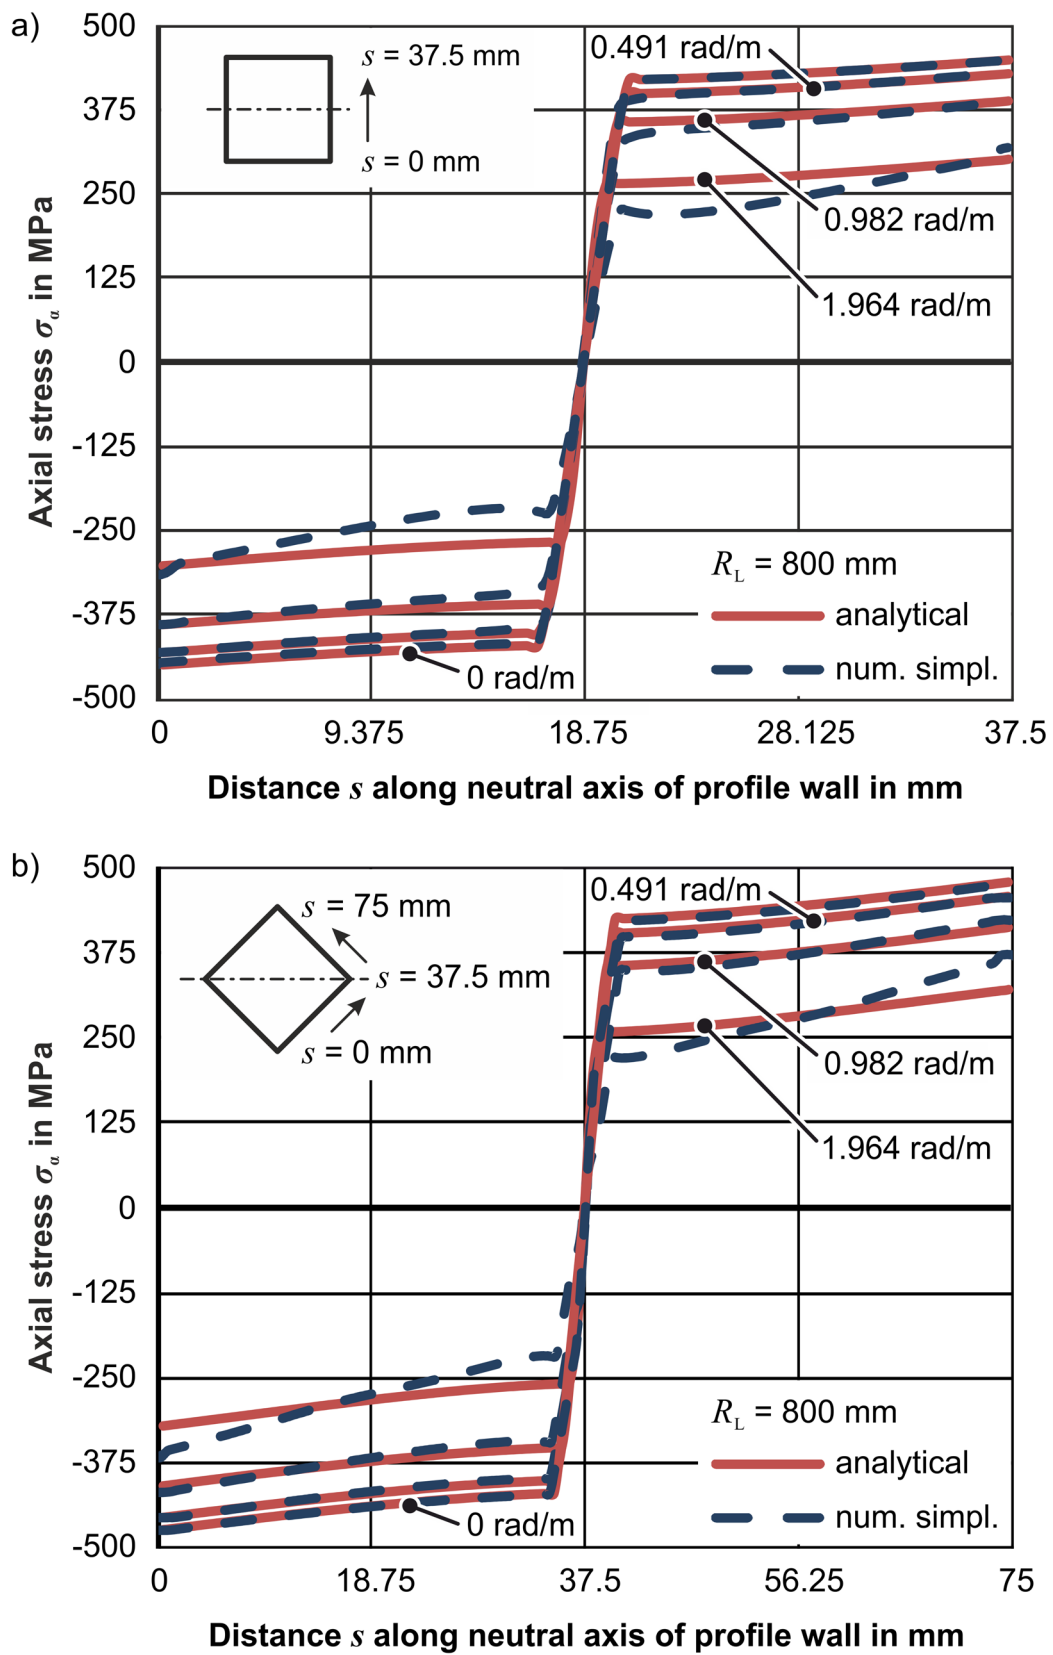 a)
500
375
250
125
0
-125
-250
-375
-500
Axial stress σα in MPa
s = 37.5 mm
s = 0 mm
0.491 rad/m
0.982 rad/m
1.964 rad/m
0 rad/m
RL = 800 mm
analytical
num. simpl.
0 9.375 18.75 28.125 37.5
Distance s along neutral axis of profile wall in mm
b)
500
375
250
125
0
-125
-250
-375
-500
Axial stress σα in MPa
s = 75 mm
s = 37.5 mm
s = 0 mm
0.491 rad/m
0.982 rad/m
1.964 rad/m
0 rad/m
RL = 800 mm
analytical
num. simpl.
0 18.75 37.5 56.25 75
Distance s along neutral axis of profile wall in mm